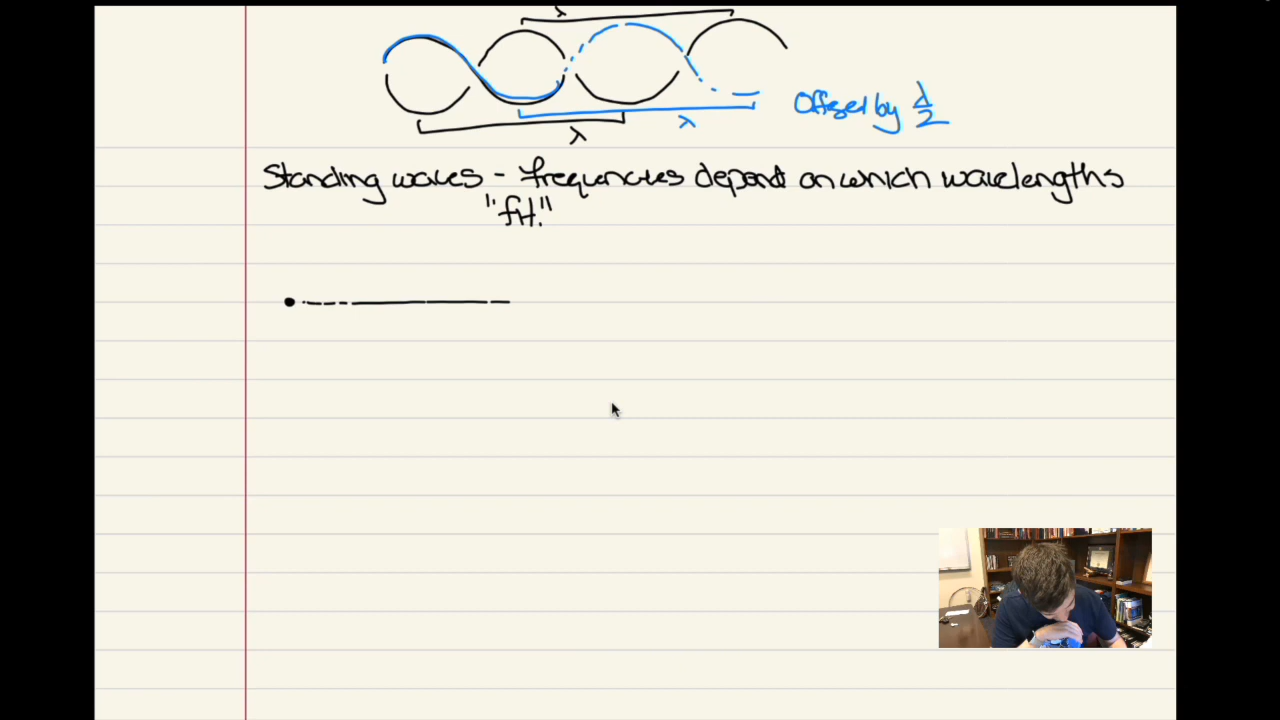 λ
Offset by λ/2
λ
λ
Standing waves - frequencies depend on which wavelengths
"fit."